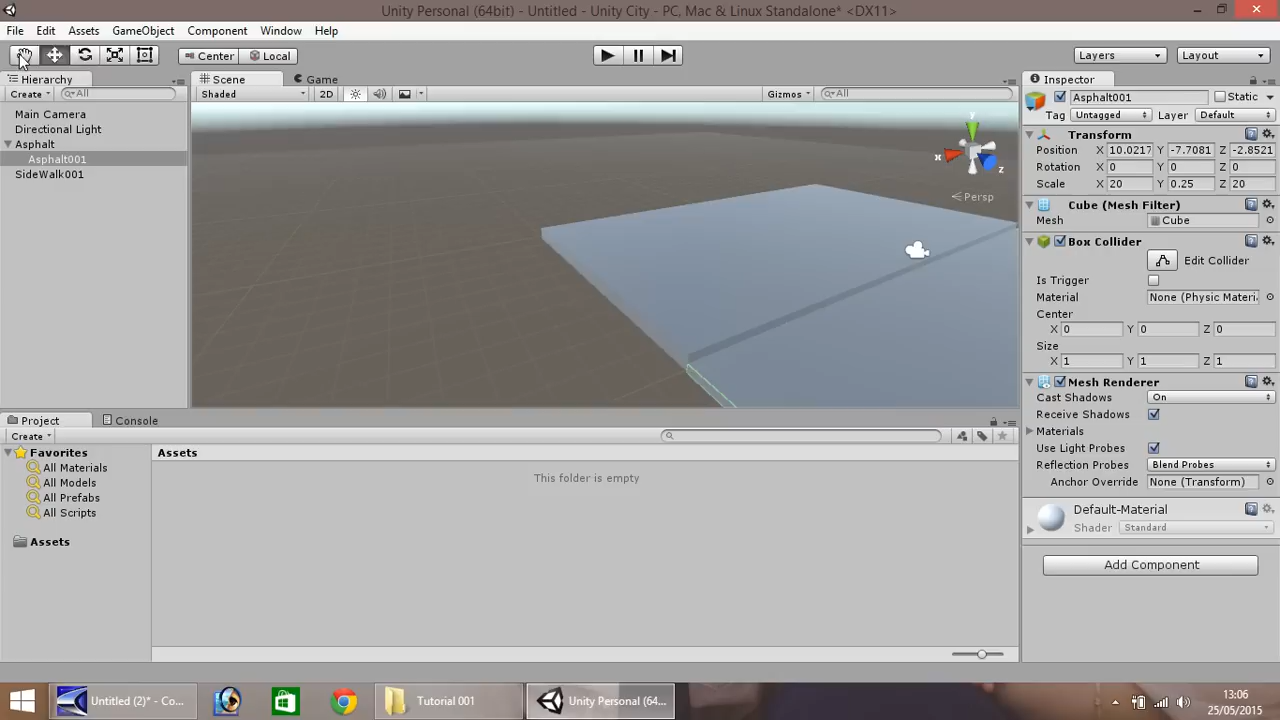 Unity Personal (64bit) - Untitled - Unity City - PC, Mac & Linux Standalone* <DX11>
File Edit Assets GameObject Component Window Help
Center Local Layers Layout
Hierarchy
Create All
Main Camera
Directional Light
Asphalt
Asphalt001
SideWalk001
Scene Game
Shaded 2D Gizmos All
y
x
z
Persp
Inspector
Asphalt001 Static
Tag Untagged Layer Default
Transform
Position X 10.0217 Y -7.7081 Z -2.8521
Rotation X 0 Y 0 Z 0
Scale X 20 Y 0.25 Z 20
Cube (Mesh Filter)
Mesh Cube
Box Collider
Edit Collider
Is Trigger
Material None (Physic Materi
Center
X 0 Y 0 Z 0
Size
X 1 Y 1 Z 1
Mesh Renderer
Cast Shadows On
Receive Shadows
Materials
Use Light Probes
Reflection Probes Blend Probes
Anchor Override None (Transform)
Default-Material
Shader Standard
Add Component
Project Console
Create
Favorites
All Materials
All Models
All Prefabs
All Scripts
Assets
Assets
This folder is empty
Untitled (2)* - Co...
Tutorial 001
Unity Personal (64...
13:06
25/05/2015